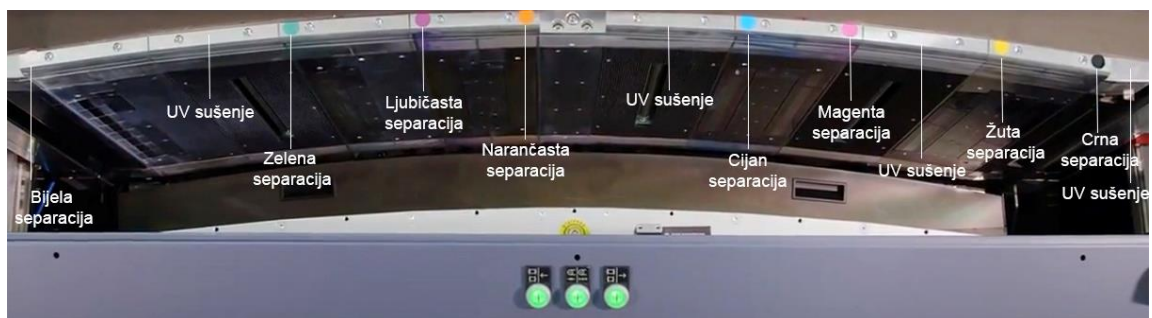 Bijela
separacija
UV sušenje
Zelena
separacija
Ljubičasta
separacija
Narančasta
separacija
UV sušenje
Cijan
separacija
Magenta
separacija
UV sušenje
Žuta
separacija
Crna
separacija
UV sušenje